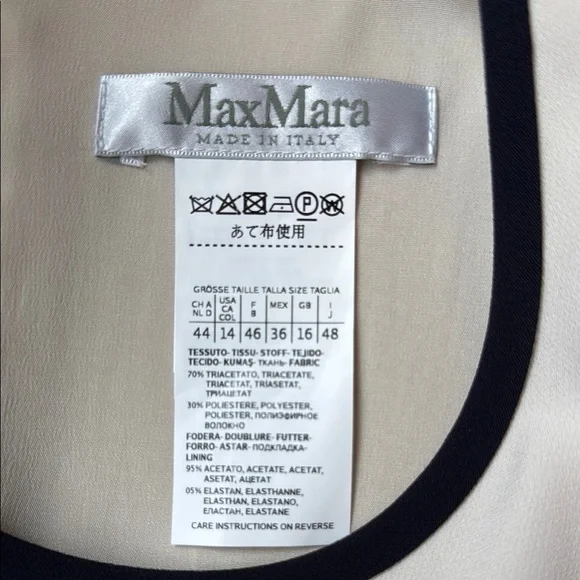 MaxMara
MADE IN ITALY
P W
あて布使用
GRÖSSE TAILLE TALLA SIZE TAGLIA
CH A NL D USA CA COL F B MEX GB I J
44 14 46 36 16 48
TESSUTO-TISSU-STOFF-TEJIDO-
TECIDO-KUMAŞ-ТКАНЬ-FABRIC
70% TRIACETATO, TRIACETATE,
TRIACETAT, TRIASETAT,
ТРИАЦЕТАТ
30% POLIESTERE, POLYESTER,
POLIESTER, ПОЛИЭФИРНОЕ
ВОЛОКНО
FODERA-DOUBLURE-FUTTER-
FORRO-ASTAR-ПОДКЛАДКА-
LINING
95% ACETATO, ACETATE, ACETAT,
ASETAT, АЦЕТАТ
05% ELASTAN, ELASTHANNE,
ELASTHAN, ELASTANO,
ЕЛАСТАН, ELASTANE
CARE INSTRUCTIONS ON REVERSE